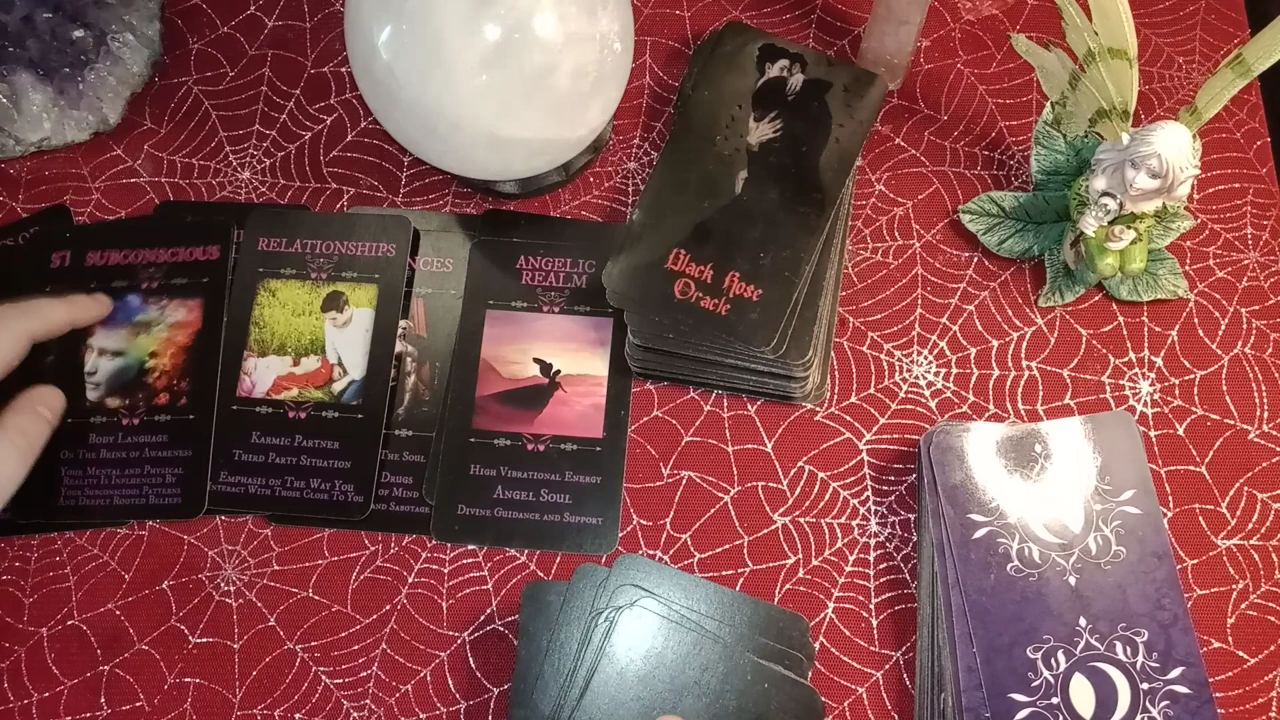 SUBCONSCIOUS
BODY LANGUAGE
ON THE BRINK OF AWARENESS
YOUR MENTAL AND PHYSICAL
REALITY IS INFLUENCED BY
YOUR SUBCONSCIOUS PATTERNS
AND DEEPLY ROOTED BELIEFS
RELATIONSHIPS
KARMIC PARTNER
THIRD PARTY SITUATION
EMPHASIS ON THE WAY YOU
INTERACT WITH THOSE CLOSE TO YOU
NCES
THE SOUL
DRUGS
OF MIND
AND SABOTAGE
ANGELIC
REALM
HIGH VIBRATIONAL ENERGY
ANGEL SOUL
DIVINE GUIDANCE AND SUPPORT
Black Rose
Oracle